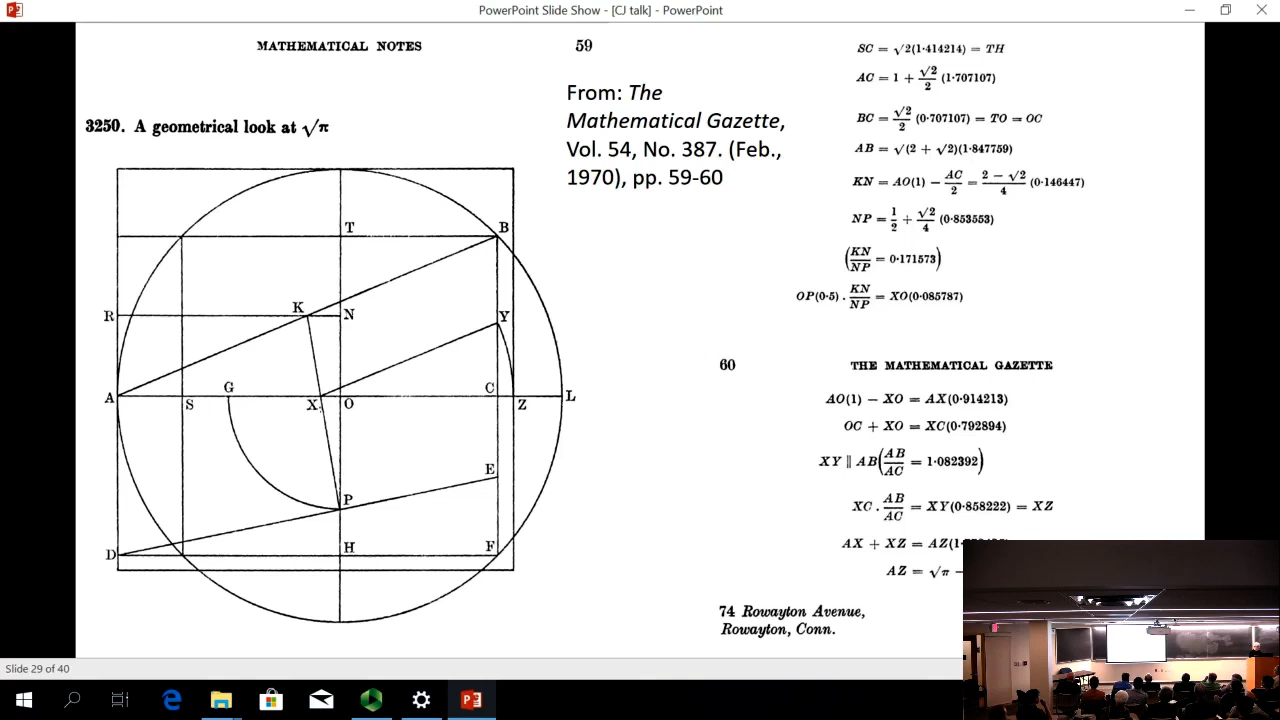 PowerPoint Slide Show - [CJ talk] - PowerPoint
MATHEMATICAL NOTES 59
3250. A geometrical look at √π
From: The
Mathematical Gazette,
Vol. 54, No. 387. (Feb.,
1970), pp. 59-60
T B
R K N Y
A S G X O C Z L
P E
D H F
SC = √2(1·414214) = TH
AC = 1 + √2/2 (1·707107)
BC = √2/2 (0·707107) = TO = OC
AB = √(2 + √2)(1·847759)
KN = AO(1) − AC/2 = 2 − √2/4 (0·146447)
NP = 1/2 + √2/4 (0·853553)
(KN/NP = 0·171573)
OP(0·5) . KN/NP = XO(0·085787)
60 THE MATHEMATICAL GAZETTE
AO(1) − XO = AX(0·914213)
OC + XO = XC(0·792894)
XY ∥ AB(AB/AC = 1·082392)
XC . AB/AC = XY(0·858222) = XZ
AX + XZ = AZ(1·
AZ = √π −
74 Rowayton Avenue,
Rowayton, Conn.
Slide 29 of 40